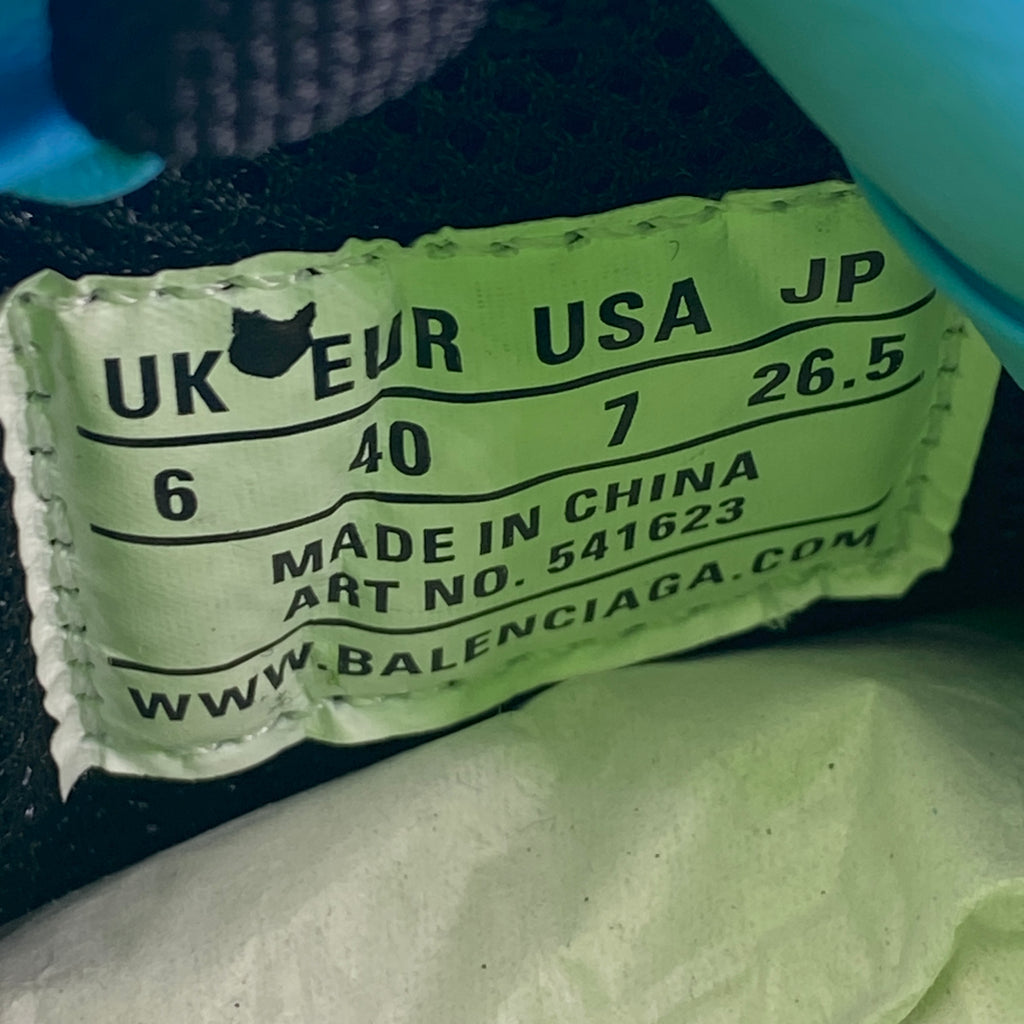 UK EUR USA JP
6 40 7 26.5
MADE IN CHINA
ART NO. 541623
WWW.BALENCIAGA.COM